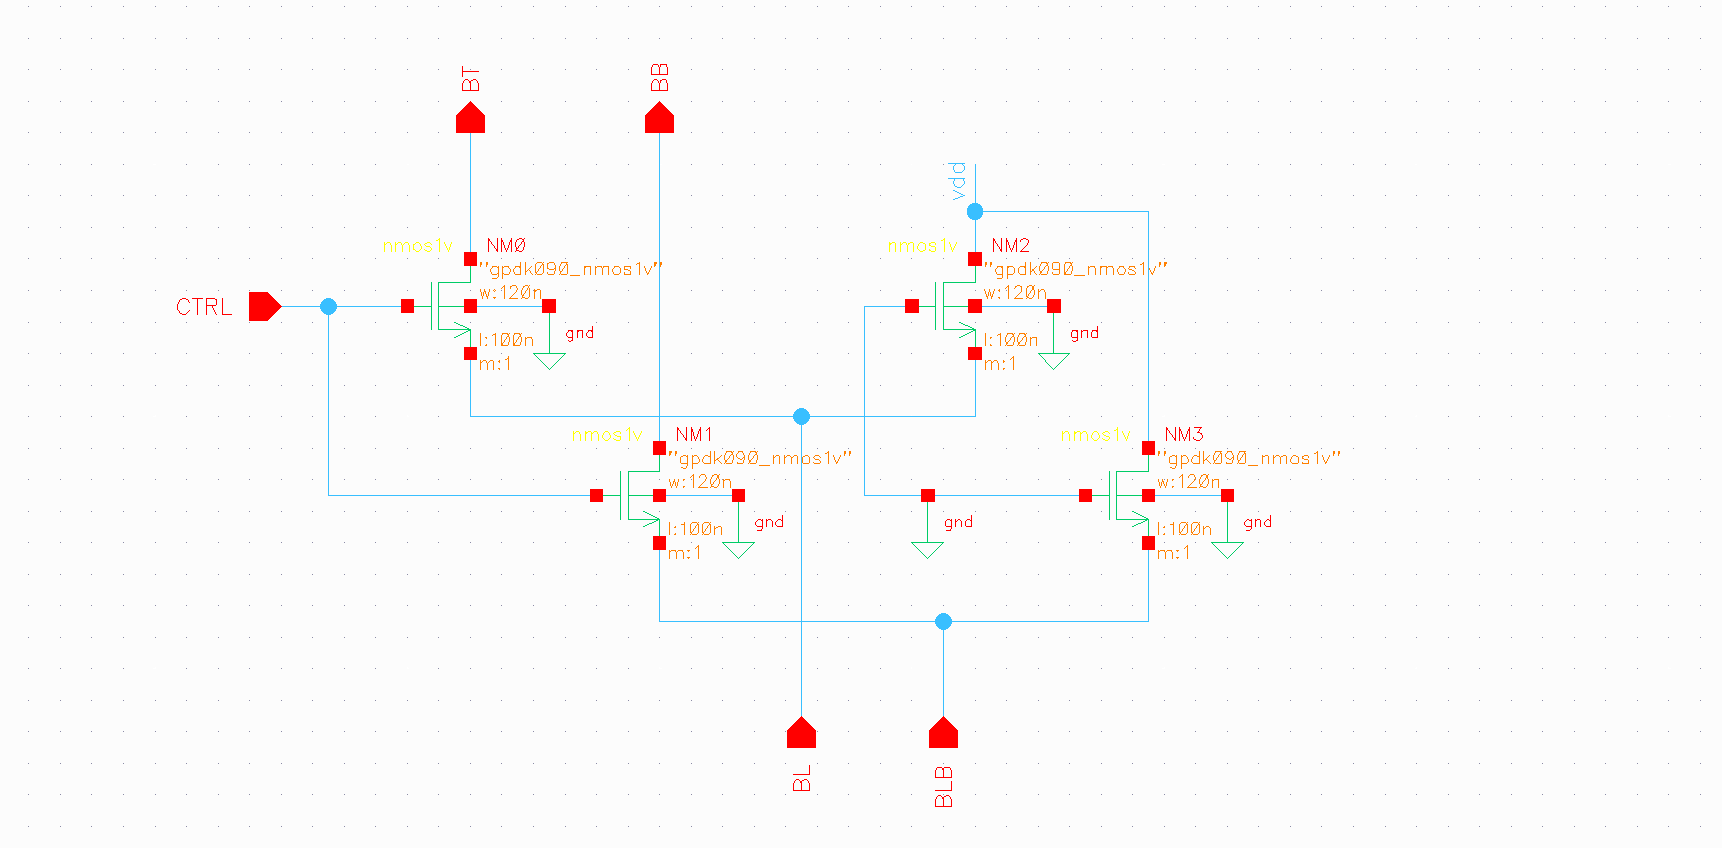 BT
BB
vdd
nmos1v
NM0
"gpdk090_nmos1v"
w:120n
l:100n
m:1
gnd
CTRL
nmos1v
NM2
"gpdk090_nmos1v"
w:120n
l:100n
m:1
gnd
nmos1v
NM1
"gpdk090_nmos1v"
w:120n
l:100n
m:1
gnd
gnd
nmos1v
NM3
"gpdk090_nmos1v"
w:120n
l:100n
m:1
gnd
BL
BLB